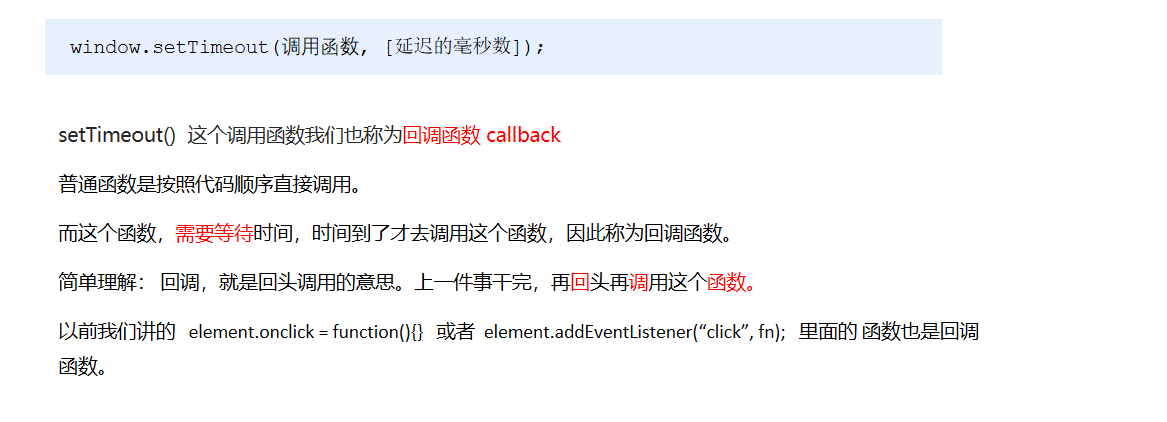 window.setTimeout(调用函数, [延迟的毫秒数]);
setTimeout() 这个调用函数我们也称为回调函数 callback
普通函数是按照代码顺序直接调用。
而这个函数，需要等待时间，时间到了才去调用这个函数，因此称为回调函数。
简单理解： 回调，就是回头调用的意思。上一件事干完，再回头再调用这个函数。
以前我们讲的 element.onclick = function(){} 或者 element.addEventListener(“click”, fn); 里面的 函数也是回调
函数。